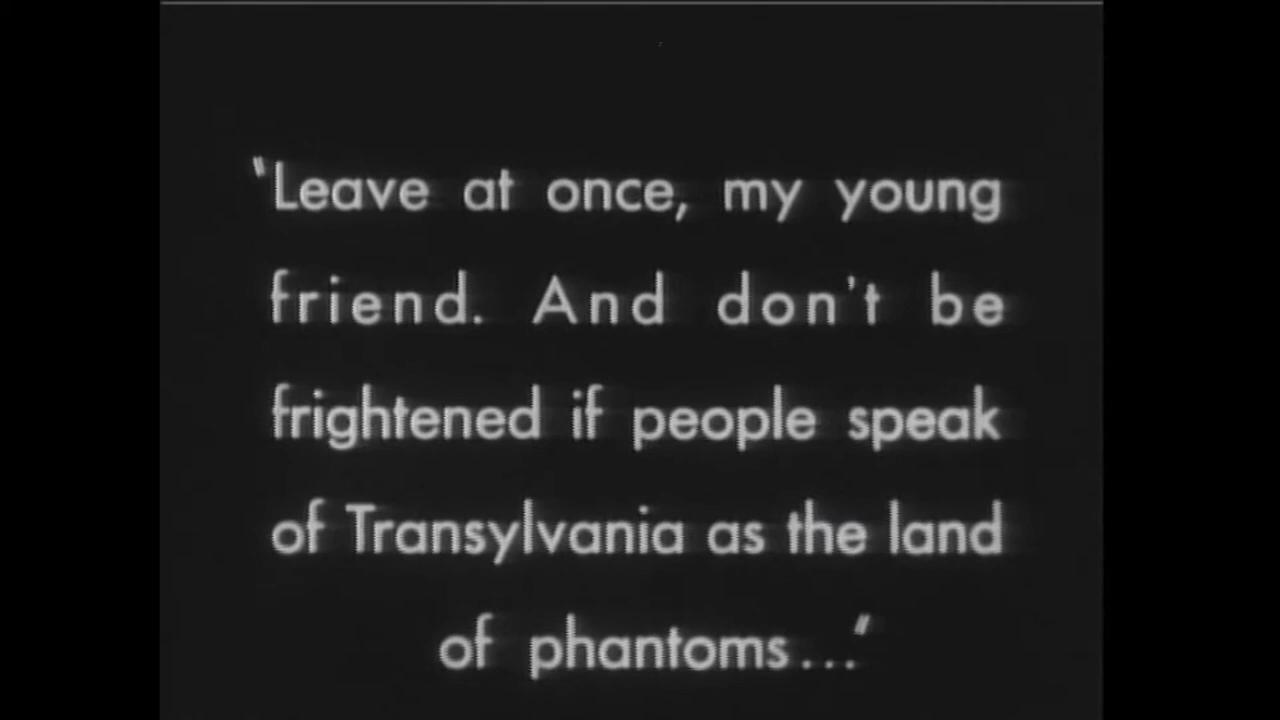 "Leave at once, my young
friend. And don't be
frightened if people speak
of Transylvania as the land
of phantoms..."